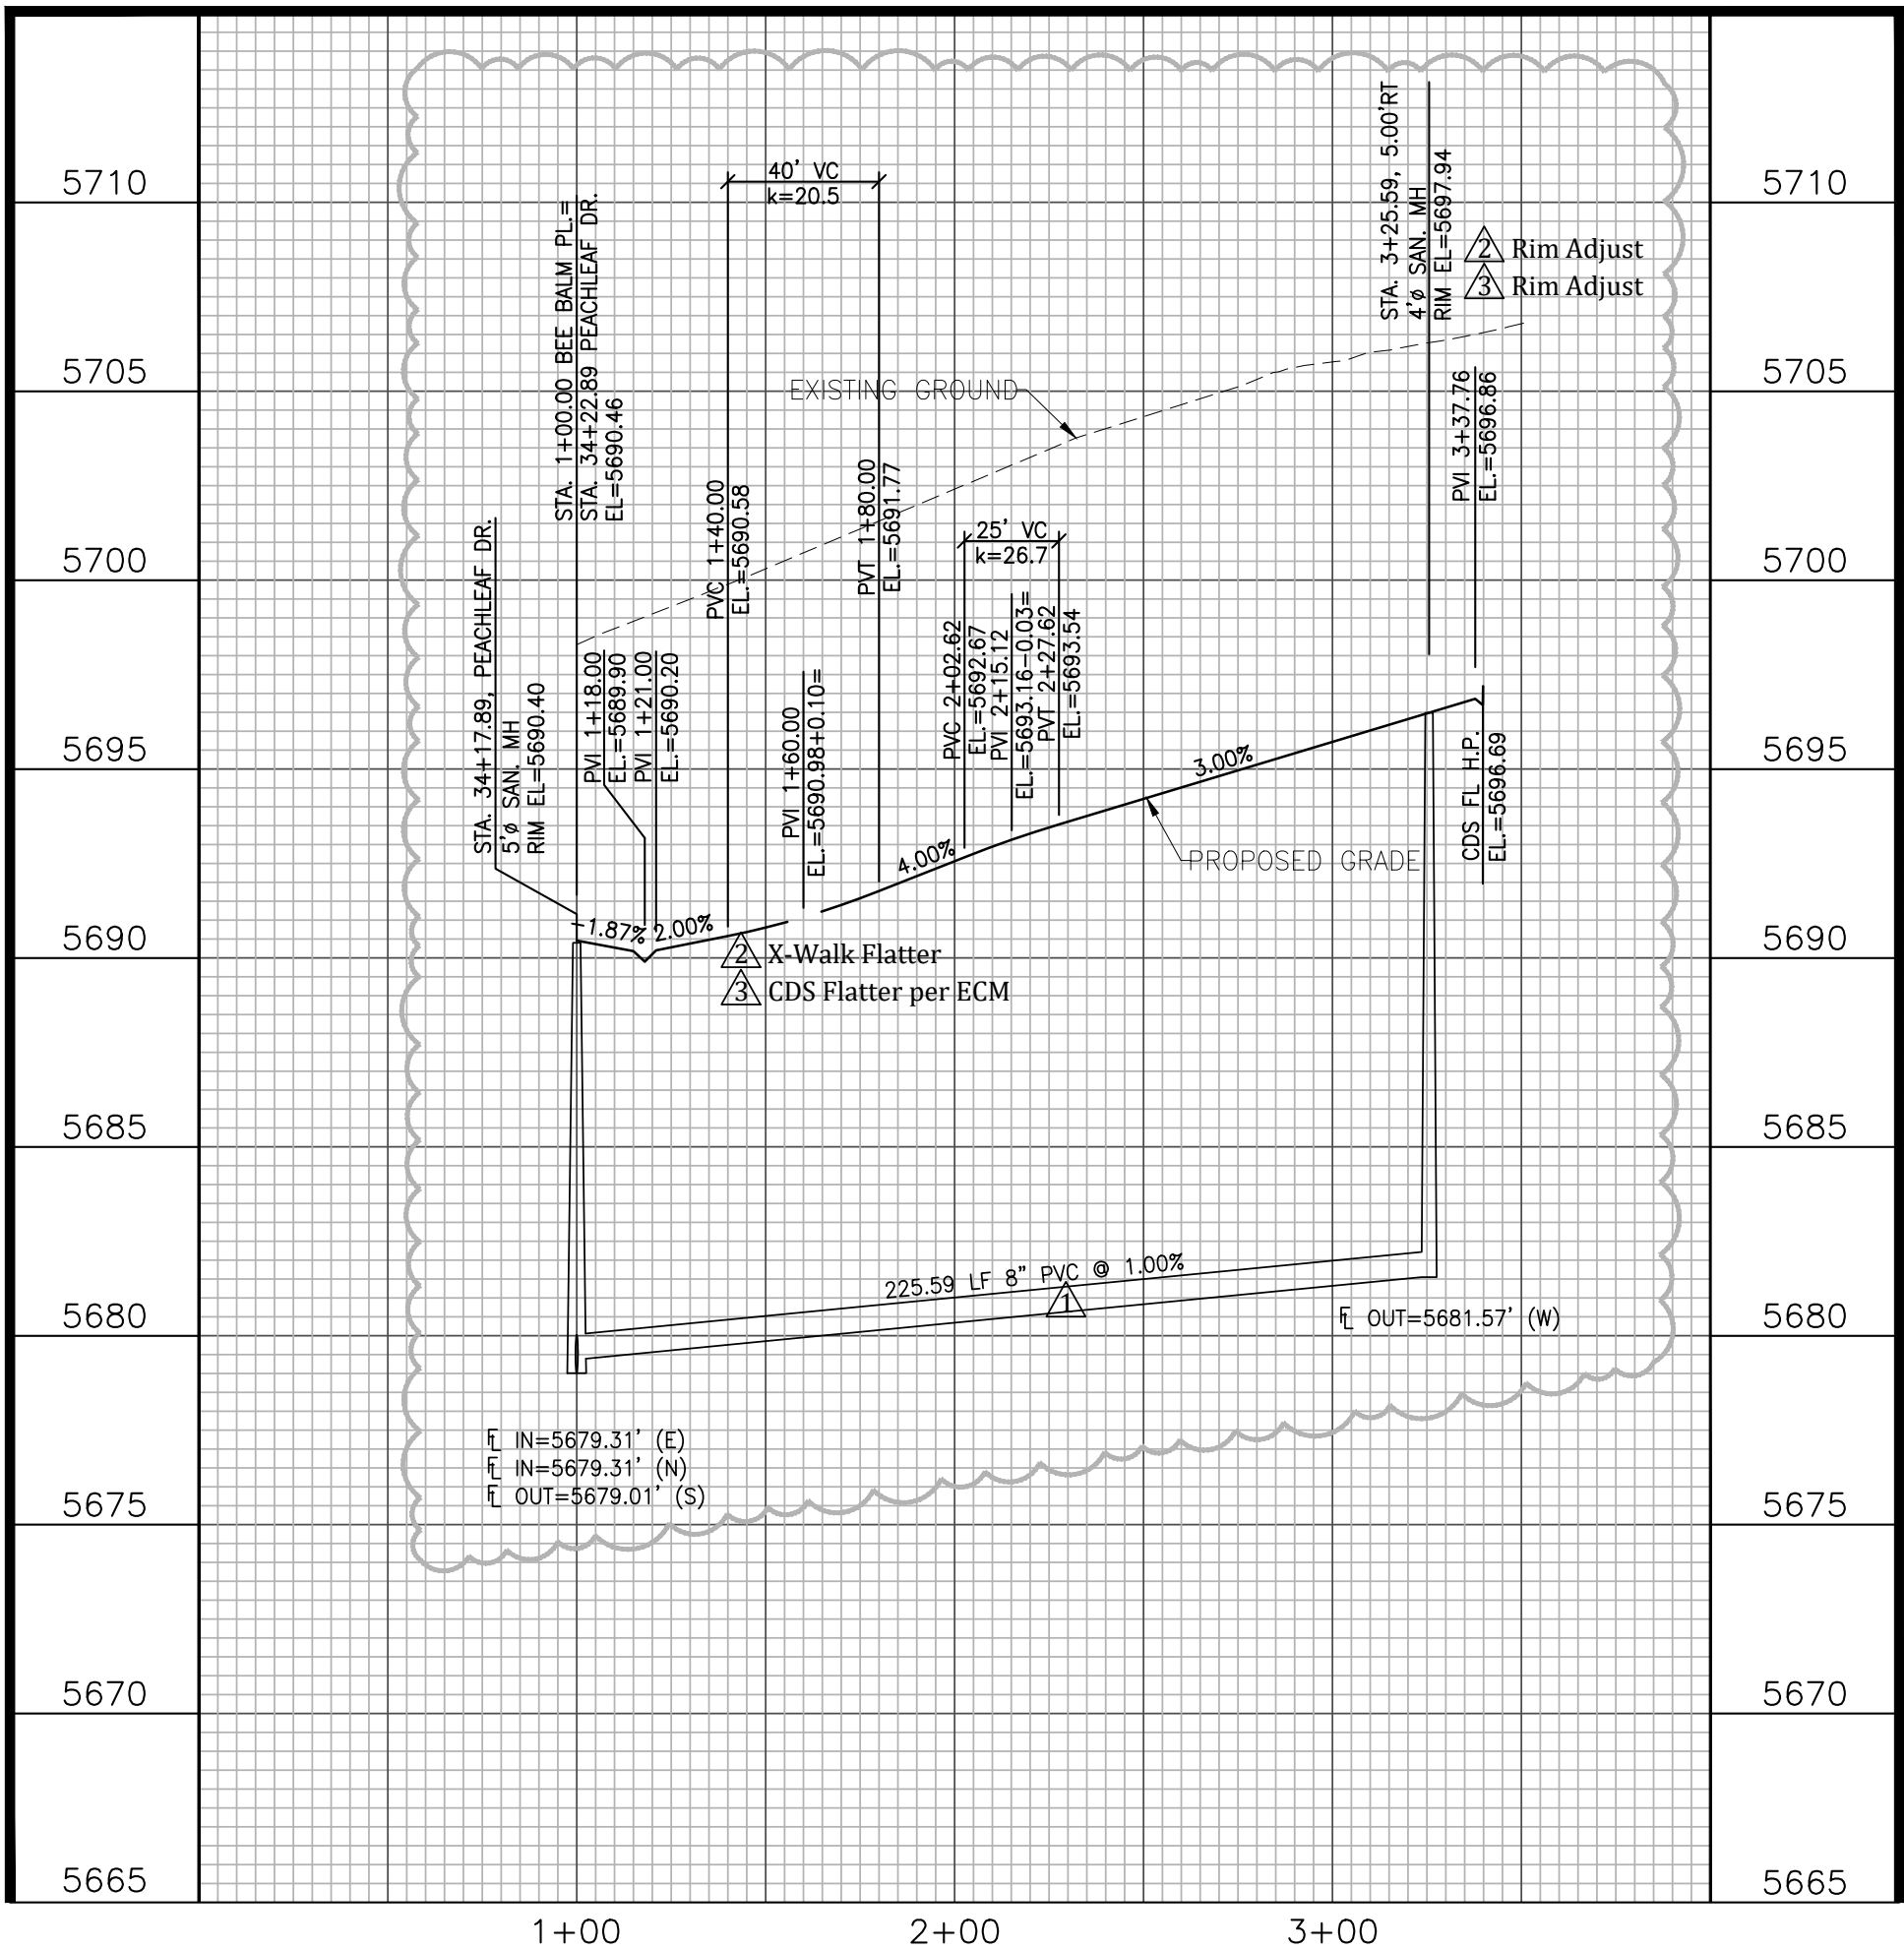 5710
5705
5700
5695
5690
5685
5680
5675
5670
5665
5710
5705
5700
5695
5690
5685
5680
5675
5670
5665
1+00
2+00
3+00
STA. 34+17.89, PEACHLEAF DR.
5'ø SAN. MH
RIM EL=5690.40
STA. 1+00.00 BEE BALM PL.=
STA. 34+22.89 PEACHLEAF DR.
EL=5690.46
PVI 1+18.00
EL.=5689.90
PVI 1+21.00
EL.=5690.20
40' VC
k=20.5
PVC 1+40.00
EL.=5690.58
PVI 1+60.00
EL.=5690.98+0.10=
PVT 1+80.00
EL.=5691.77
25' VC
k=26.7
PVC 2+02.62
EL.=5692.67
PVI 2+15.12
EL.=5693.16-0.03=
PVT 2+27.62
EL.=5693.54
EXISTING GROUND
STA. 3+25.59, 5.00'RT
4'ø SAN. MH
RIM EL=5697.94
2 Rim Adjust
3 Rim Adjust
PVI 3+37.76
EL.=5696.86
CDS FL H.P.
EL.=5696.69
-1.87%
2.00%
4.00%
3.00%
PROPOSED GRADE
2 X-Walk Flatter
3 CDS Flatter per ECM
225.59 LF 8" PVC @ 1.00%
1
FL OUT=5681.57' (W)
FL IN=5679.31' (E)
FL IN=5679.31' (N)
FL OUT=5679.01' (S)